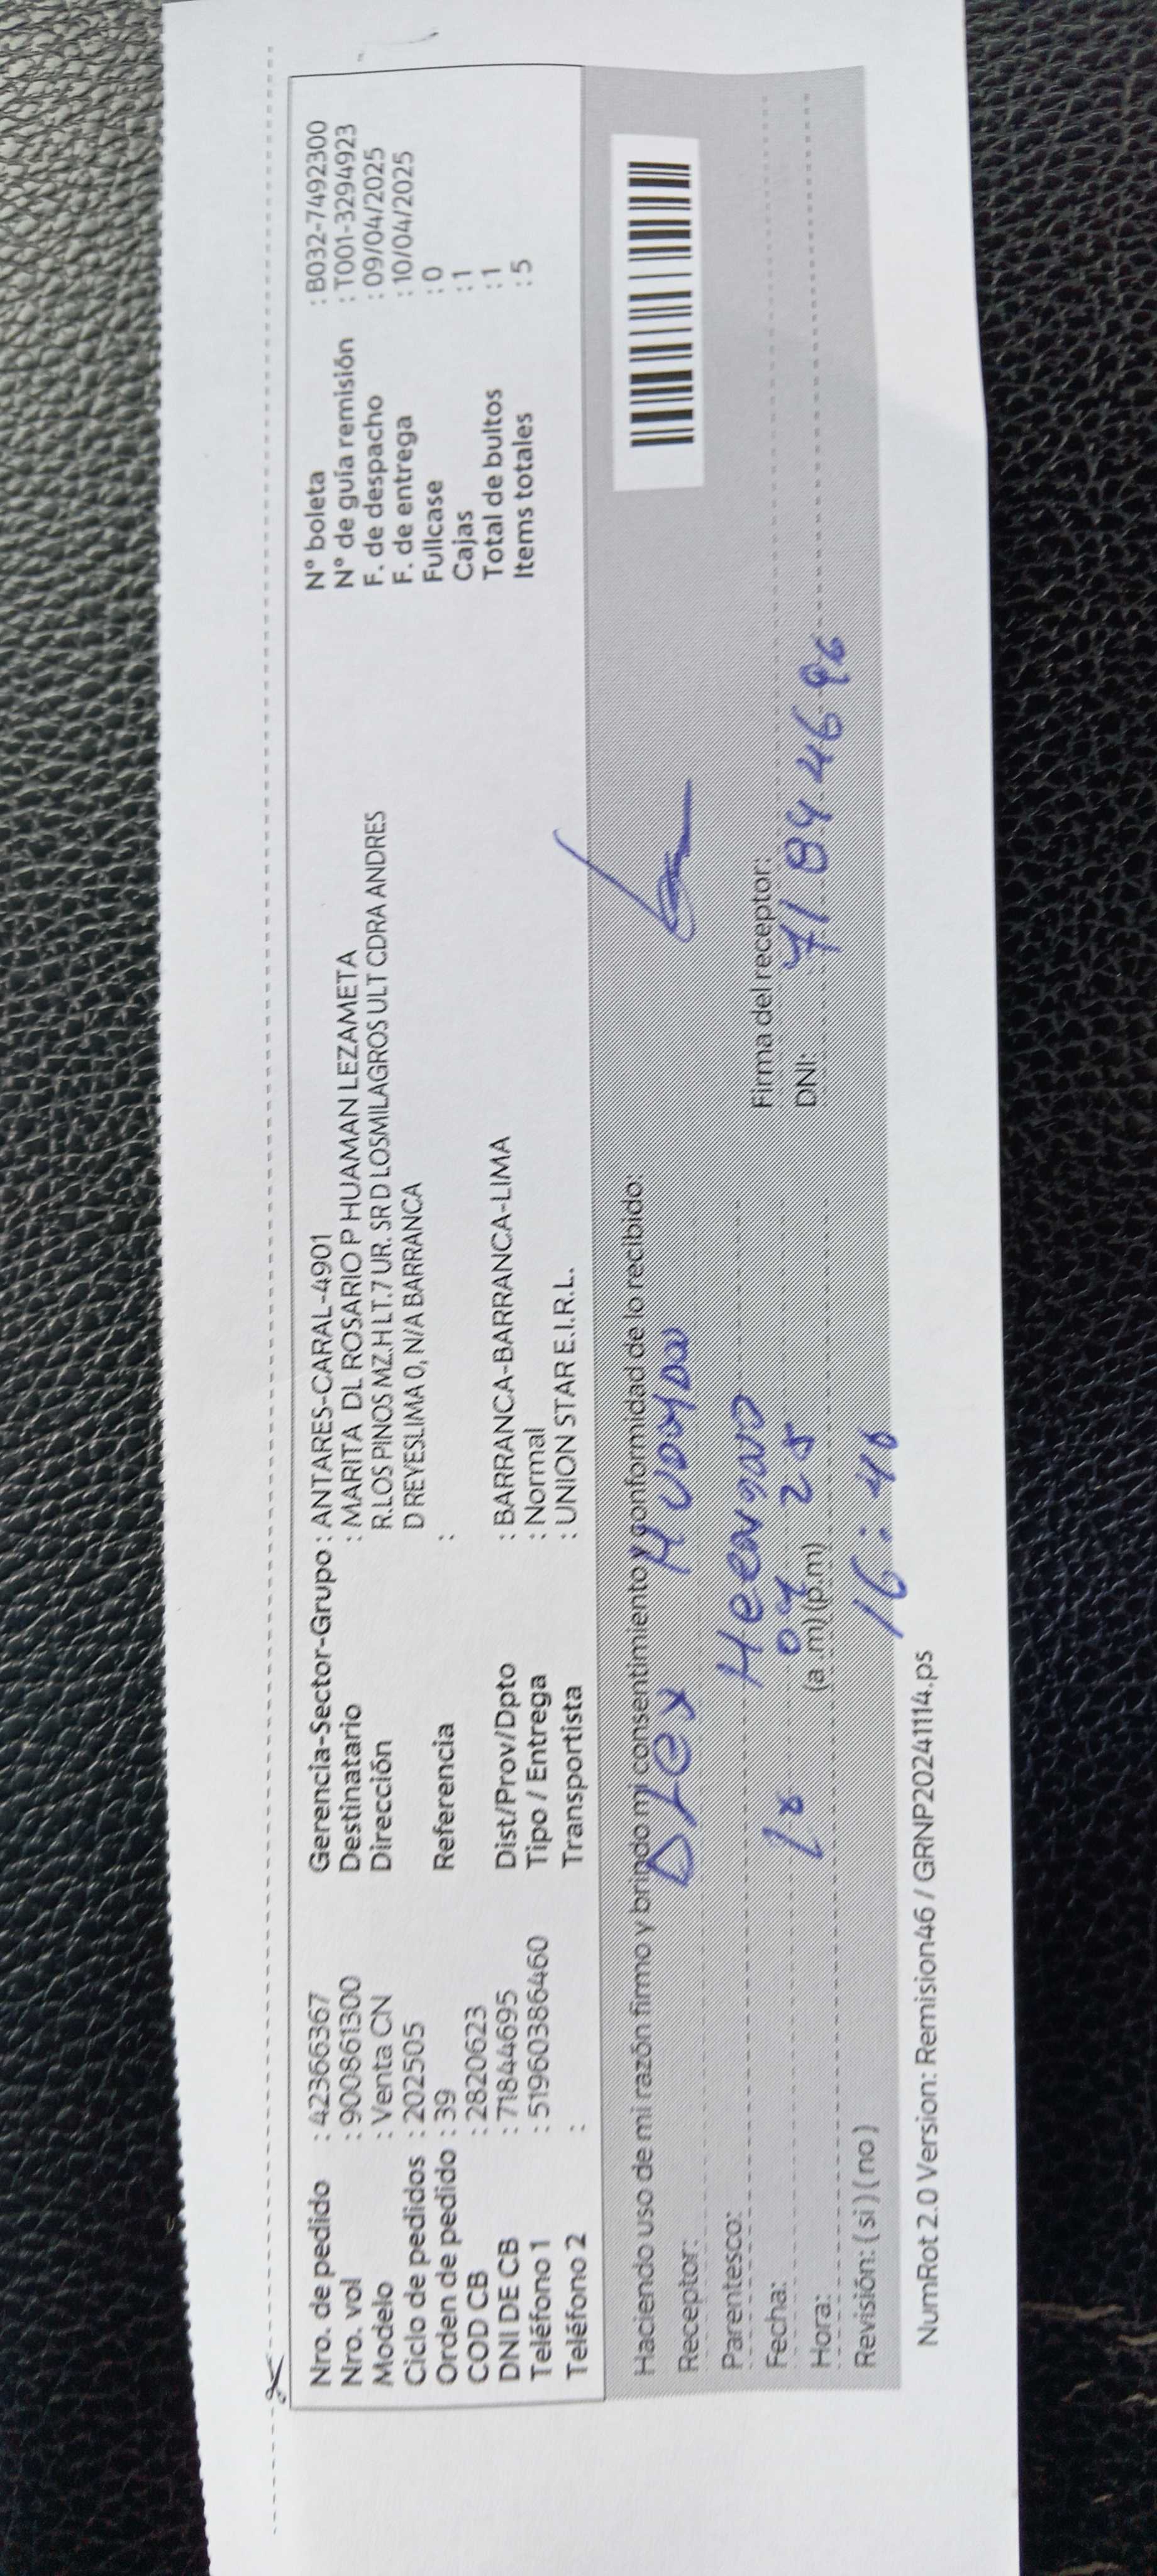 Nro. de pedido : 42366367
Nro. vol : 900861300
Modelo : Venta CN
Ciclo de pedidos : 202505
Orden de pedido : 39
COD CB : 2820623
DNI DE CB : 71844695
Teléfono 1 : 51960386460
Teléfono 2 :
Gerencia-Sector-Grupo : ANTARES-CARAL-4901
Destinatario : MARITA DL ROSARIO P HUAMAN LEZAMETA
Dirección R.LOS PINOS MZ.H LT.7 UR. SR D LOSMILAGROS ULT CDRA ANDRES
D REYESLIMA 0, N/A BARRANCA
Referencia :
Dist/Prov/Dpto : BARRANCA-BARRANCA-LIMA
Tipo / Entrega : Normal
Transportista : UNION STAR E.I.R.L.
N° boleta : B032-7492300
N° de guía remisión : T001-3294923
F. de despacho : 09/04/2025
F. de entrega : 10/04/2025
Fullcase : 0
Cajas : 1
Total de bultos : 1
Items totales : 5
Haciendo uso de mi razón firmo y brindo mi consentimiento y conformidad de lo recibido:
Receptor: Alex
Parentesco:
Fecha: 04 25
Hora: (a .m) (p.m) 16:40
Revisión: ( si ) ( no )
Firma del receptor:
DNI: 71844696
NumRot 2.0 Version: Remision46 / GRNP20241114.ps